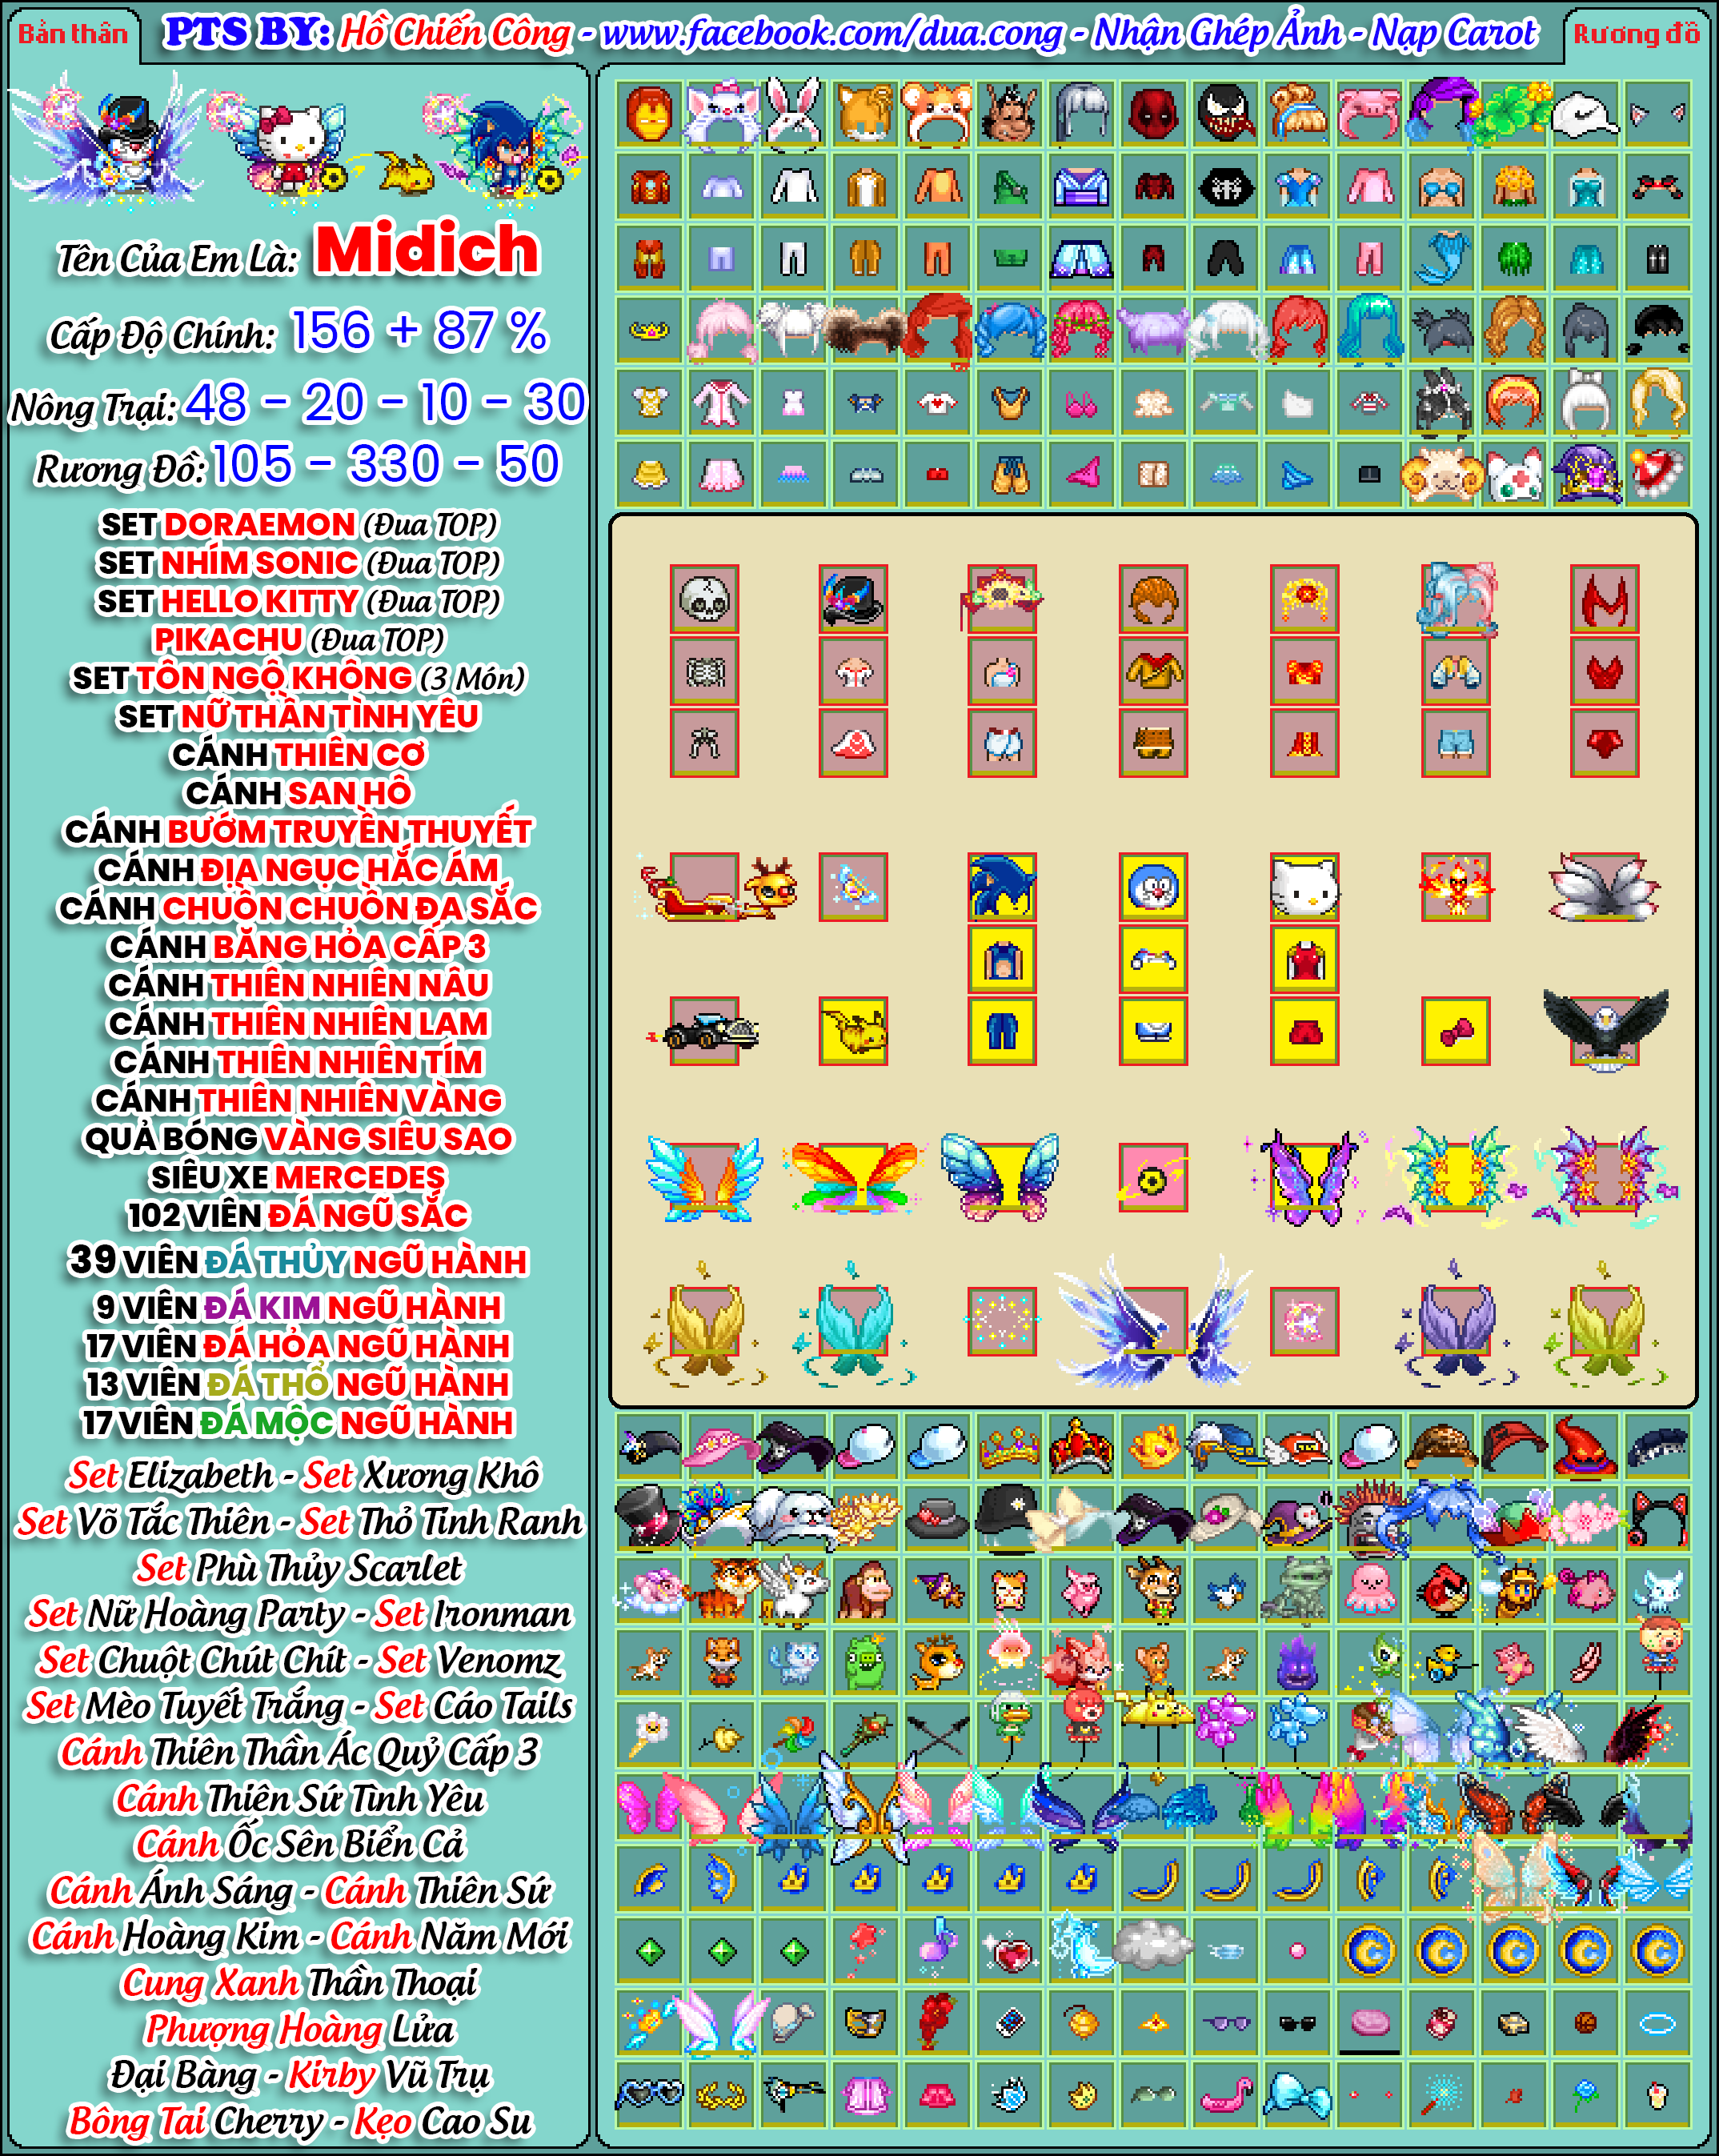 Bản thân
PTS BY: Hồ Chiến Công - www.facebook.com/dua.cong - Nhận Ghép Ảnh - Nạp Carot
Rương đồ
Tên Của Em Là: Midich
Cấp Độ Chính: 156 + 87 %
Nông Trại: 48 - 20 - 10 - 30
Rương Đồ: 105 - 330 - 50
SET DORAEMON (Đua TOP)
SET NHÍM SONIC (Đua TOP)
SET HELLO KITTY (Đua TOP)
PIKACHU (Đua TOP)
SET TÔN NGỘ KHÔNG (3 Món)
SET NỮ THẦN TÌNH YÊU
CÁNH THIÊN CƠ
CÁNH SAN HÔ
CÁNH BƯỚM TRUYỀN THUYẾT
CÁNH ĐỊA NGỤC HẮC ÁM
CÁNH CHUỒN CHUỒN ĐA SẮC
CÁNH BĂNG HỎA CẤP 3
CÁNH THIÊN NHIÊN NÂU
CÁNH THIÊN NHIÊN LAM
CÁNH THIÊN NHIÊN TÍM
CÁNH THIÊN NHIÊN VÀNG
QUẢ BÓNG VÀNG SIÊU SAO
SIÊU XE MERCEDES
102 VIÊN ĐÁ NGŨ SẮC
39 VIÊN ĐÁ THỦY NGŨ HÀNH
9 VIÊN ĐÁ KIM NGŨ HÀNH
17 VIÊN ĐÁ HỎA NGŨ HÀNH
13 VIÊN ĐÁ THỔ NGŨ HÀNH
17 VIÊN ĐÁ MỘC NGŨ HÀNH
Set Elizabeth - Set Xương Khô
Set Võ Tắc Thiên - Set Thỏ Tinh Ranh
Set Phù Thủy Scarlet
Set Nữ Hoàng Party - Set Ironman
Set Chuột Chút Chít - Set Venomz
Set Mèo Tuyết Trắng - Set Cáo Tails
Cánh Thiên Thần Ác Quỷ Cấp 3
Cánh Thiên Sứ Tình Yêu
Cánh Ốc Sên Biển Cả
Cánh Ánh Sáng - Cánh Thiên Sứ
Cánh Hoàng Kim - Cánh Năm Mới
Cung Xanh Thần Thoại
Phượng Hoàng Lửa
Đại Bàng - Kirby Vũ Trụ
Bông Tai Cherry - Kẹo Cao Su